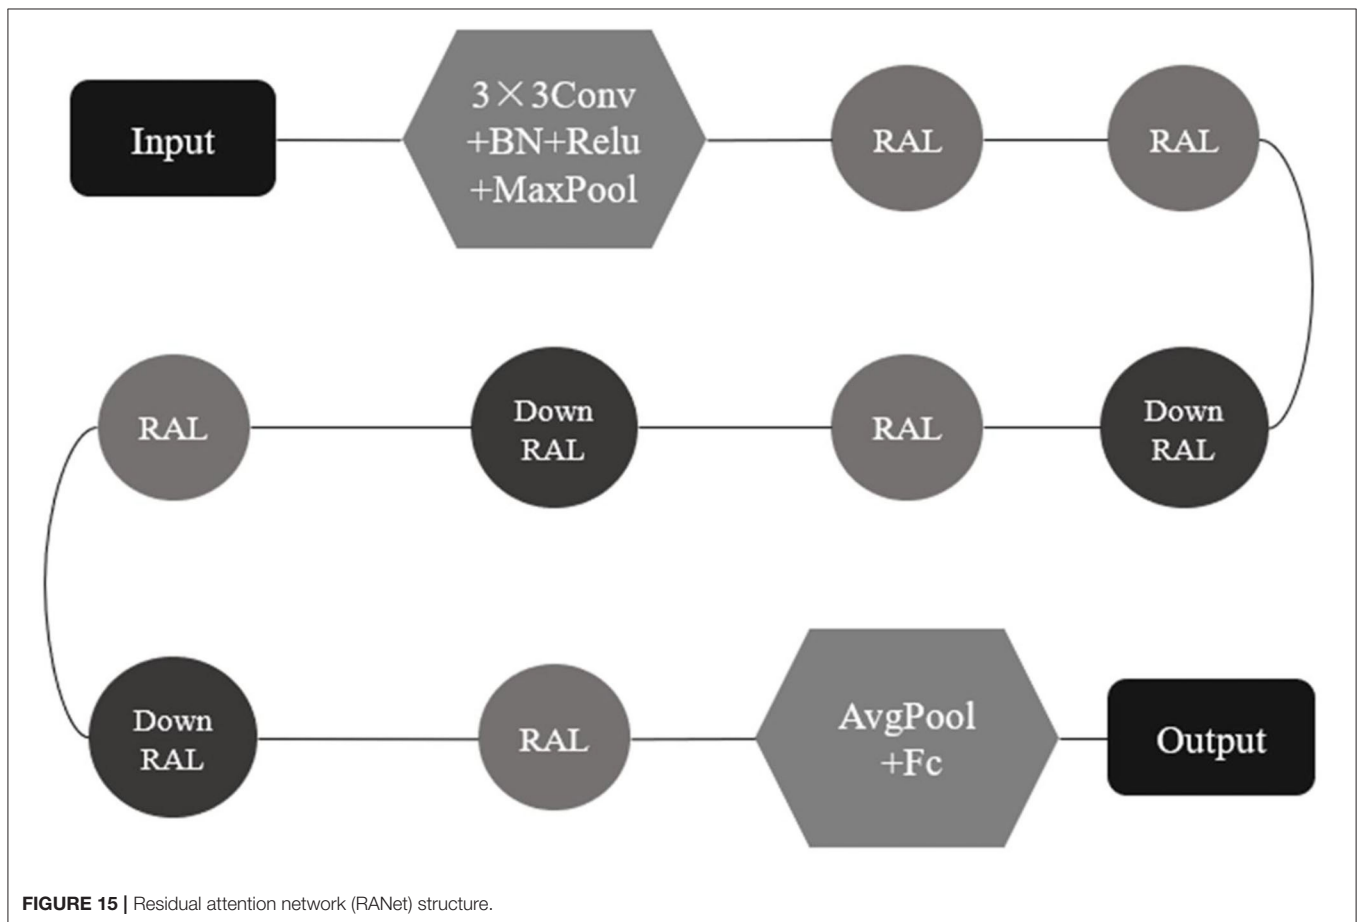 Input
3×3Conv
+BN+Relu
+MaxPool
RAL
RAL
RAL
Down
RAL
RAL
Down
RAL
Down
RAL
RAL
AvgPool
+Fc
Output
FIGURE 15 | Residual attention network (RANet) structure.